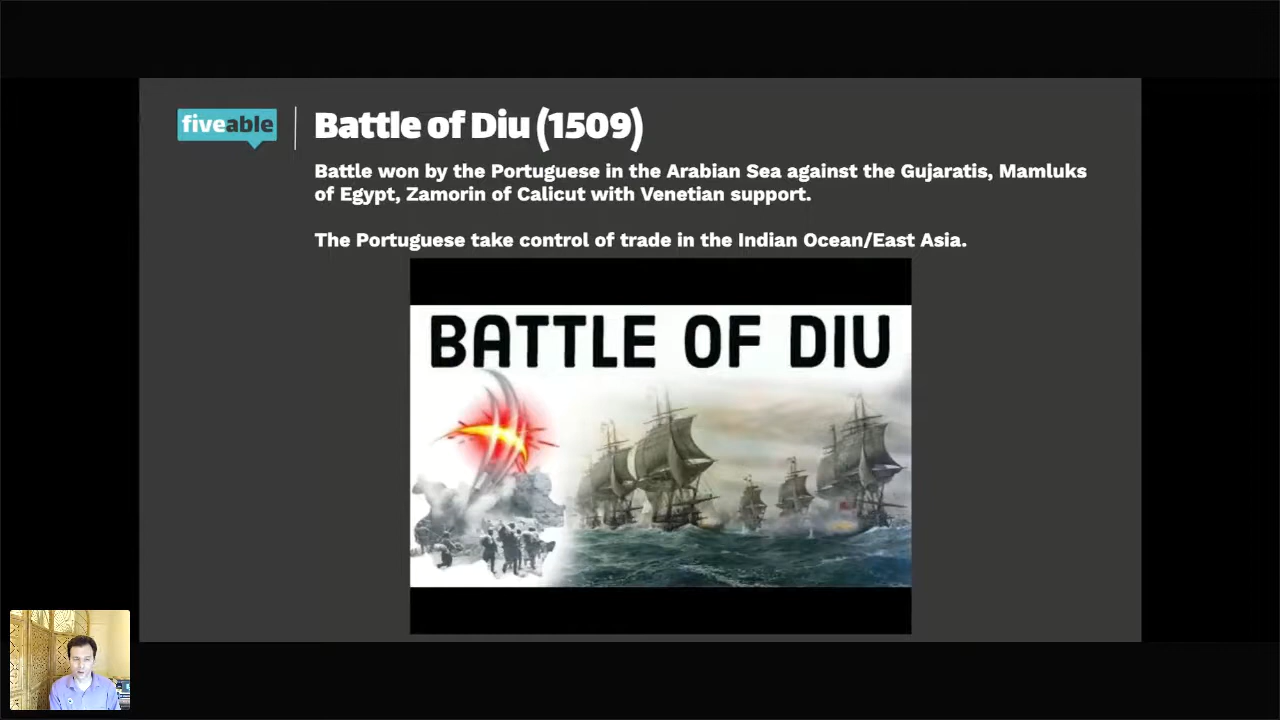 fiveable
Battle of Diu (1509)
Battle won by the Portuguese in the Arabian Sea against the Gujaratis, Mamluks
of Egypt, Zamorin of Calicut with Venetian support.
The Portuguese take control of trade in the Indian Ocean/East Asia.
BATTLE OF DIU